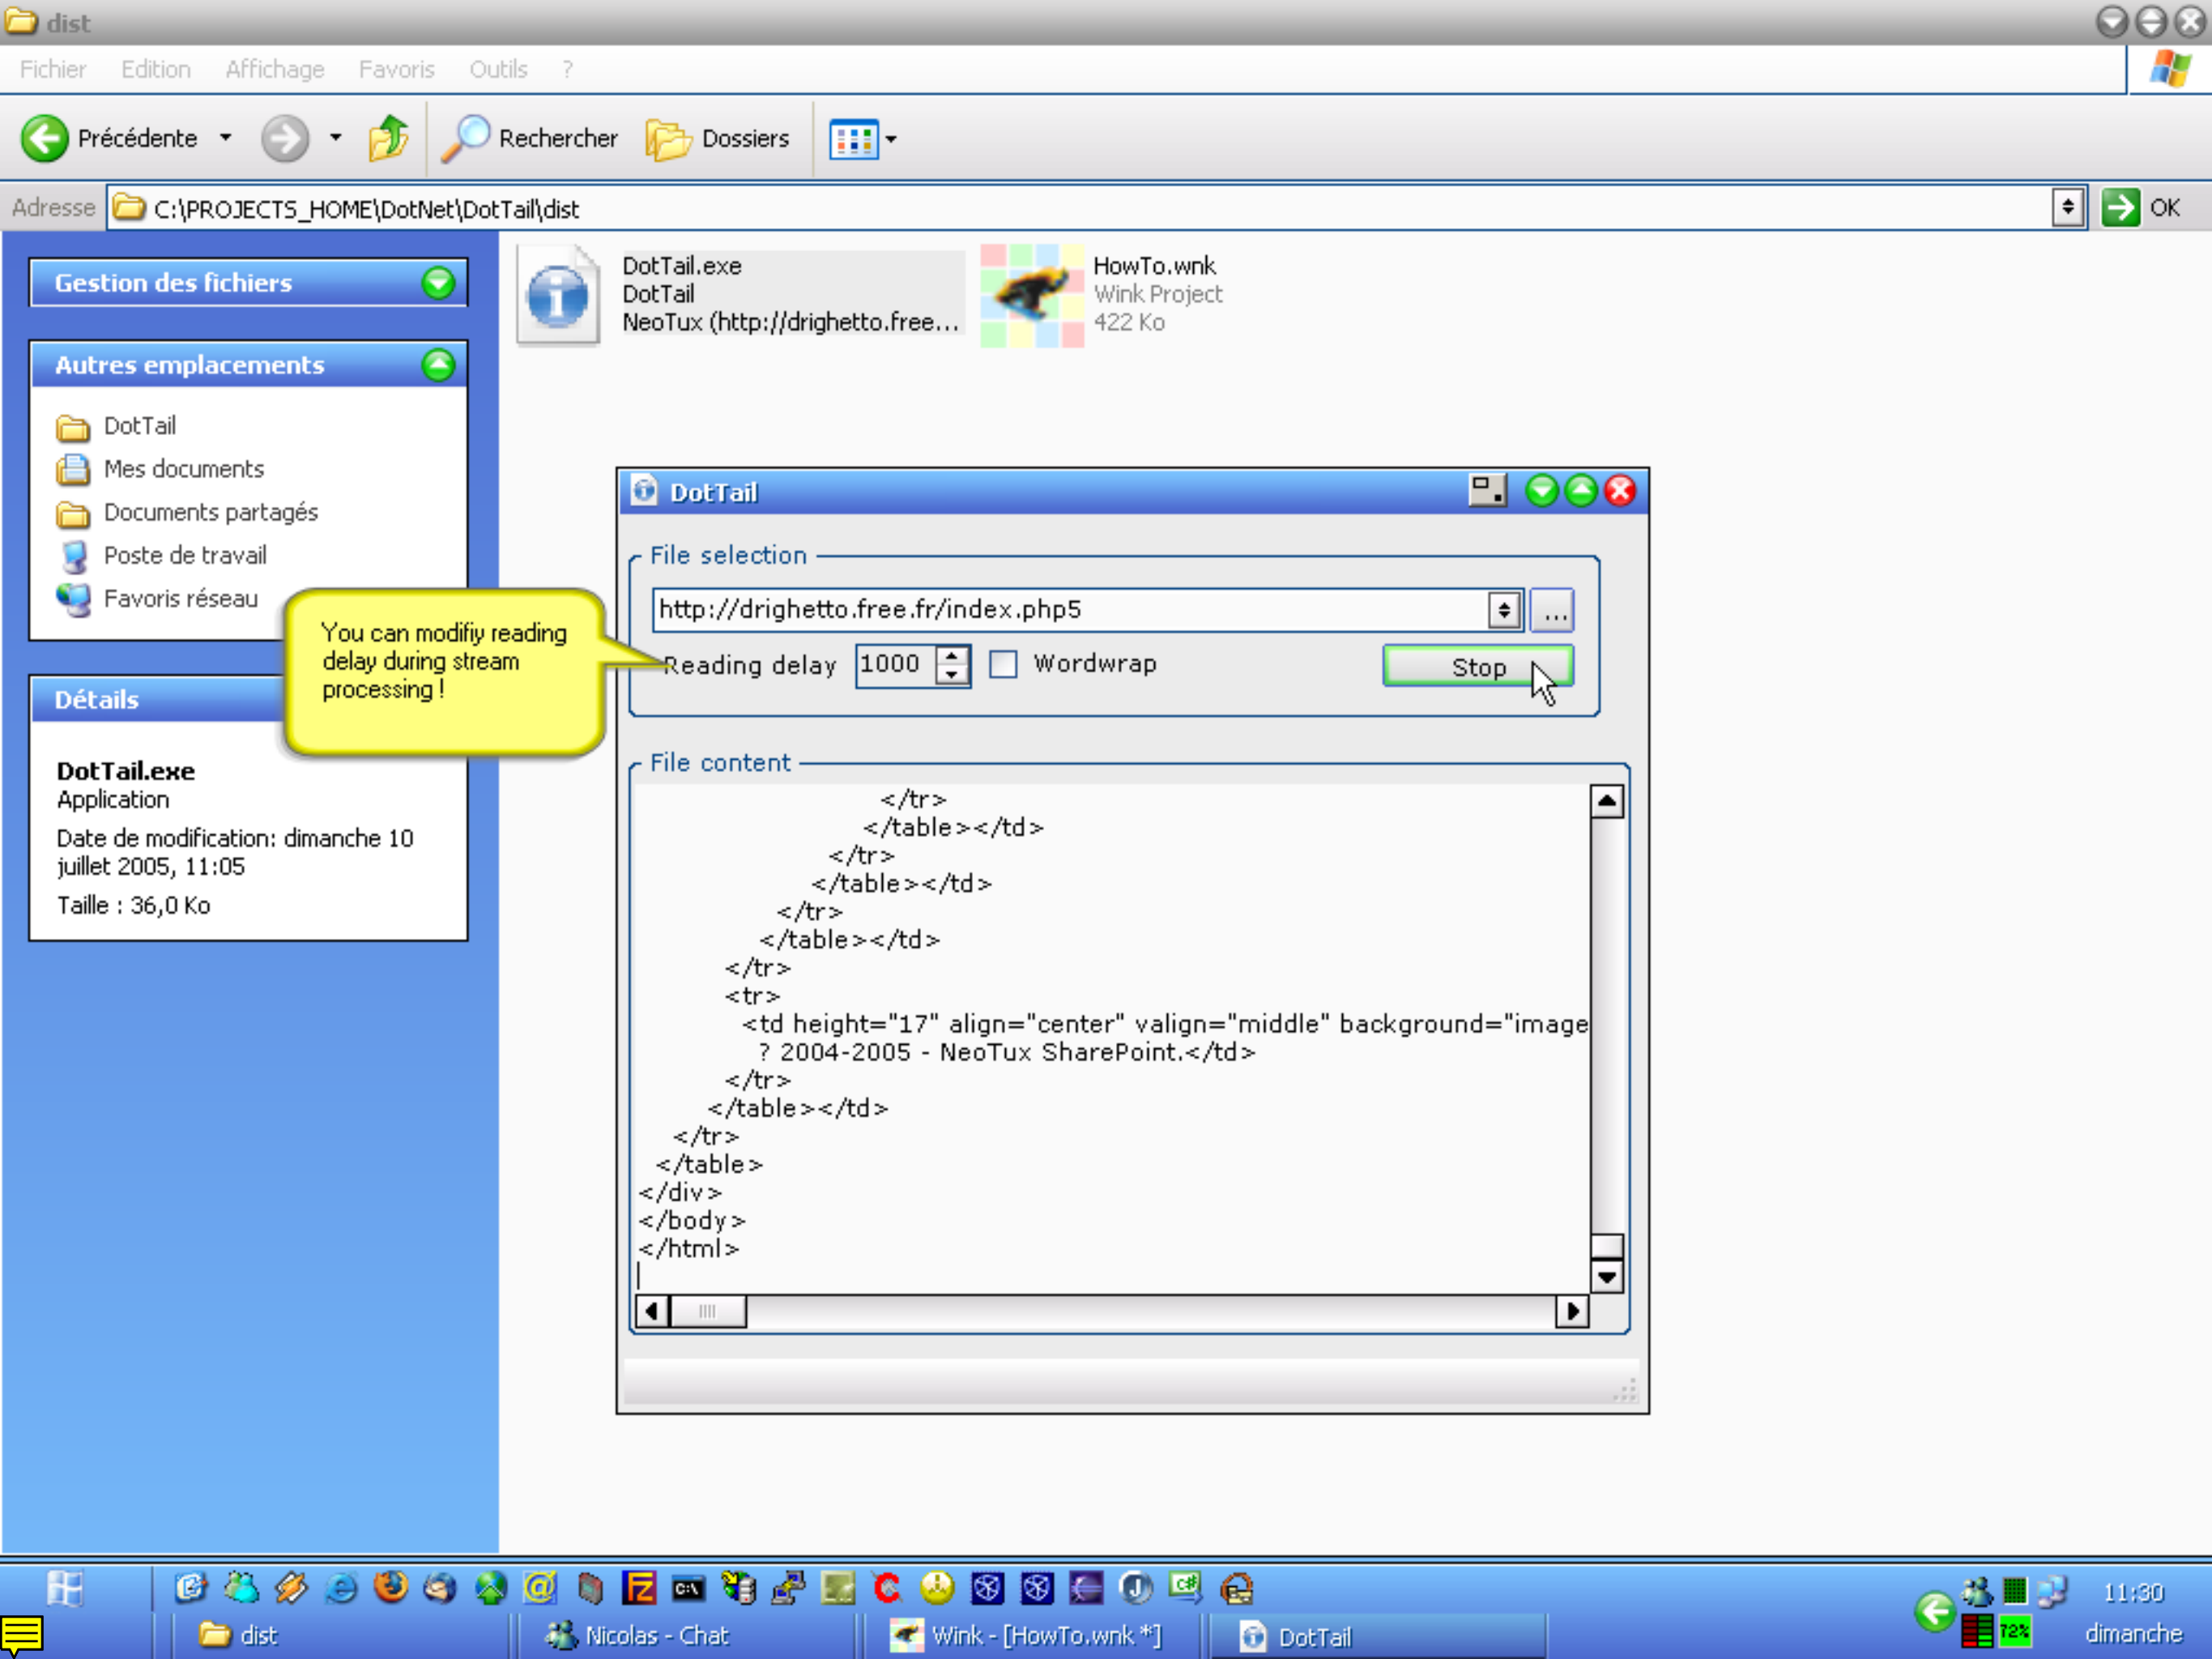 dist
Fichier Edition Affichage Favoris Outils ?
Précédente Rechercher Dossiers
Adresse C:\PROJECTS_HOME\DotNet\DotTail\dist OK
Gestion des fichiers
Autres emplacements
DotTail
Mes documents
Documents partagés
Poste de travail
Favoris réseau
Détails
DotTail.exe
Application
Date de modification: dimanche 10
juillet 2005, 11:05
Taille : 36,0 Ko
DotTail.exe
DotTail
NeoTux (http://drighetto.free...
HowTo.wnk
Wink Project
422 Ko
You can modifiy reading
delay during stream
processing !
DotTail
File selection
http://drighetto.free.fr/index.php5 ...
Reading delay 1000 Wordwrap Stop
File content
</tr>
</table></td>
</tr>
</table></td>
</tr>
</table></td>
</tr>
<tr>
<td height="17" align="center" valign="middle" background="image
? 2004-2005 - NeoTux SharePoint.</td>
</tr>
</table></td>
</tr>
</table>
</div>
</body>
</html>
11:30
dist Nicolas - Chat Wink - [HowTo.wnk *] DotTail 72% dimanche